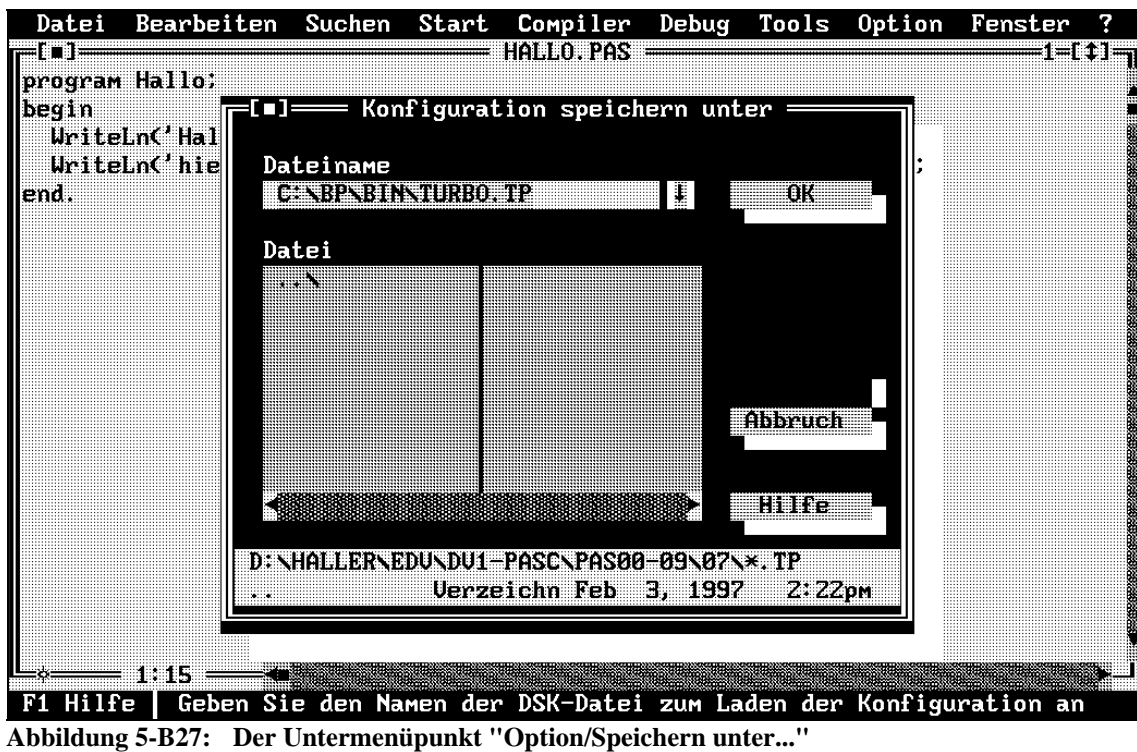 Datei Bearbeiten Suchen Start Compiler Debug Tools Option Fenster ?
HALLO.PAS 1
program Hallo;
begin
WriteLn('Hal
WriteLn('hie ;
end.
Konfiguration speichern unter
Dateiname
C:\BP\BIN\TURBO.TP ↓ OK
Datei
..\
Abbruch
Hilfe
D:\HALLER\EDV\DV1-PASC\PAS00-09\07\*.TP
.. Verzeichn Feb 3, 1997 2:22pm
1:15
F1 Hilfe | Geben Sie den Namen der DSK-Datei zum Laden der Konfiguration an
Abbildung 5-B27: Der Untermenüpunkt "Option/Speichern unter..."